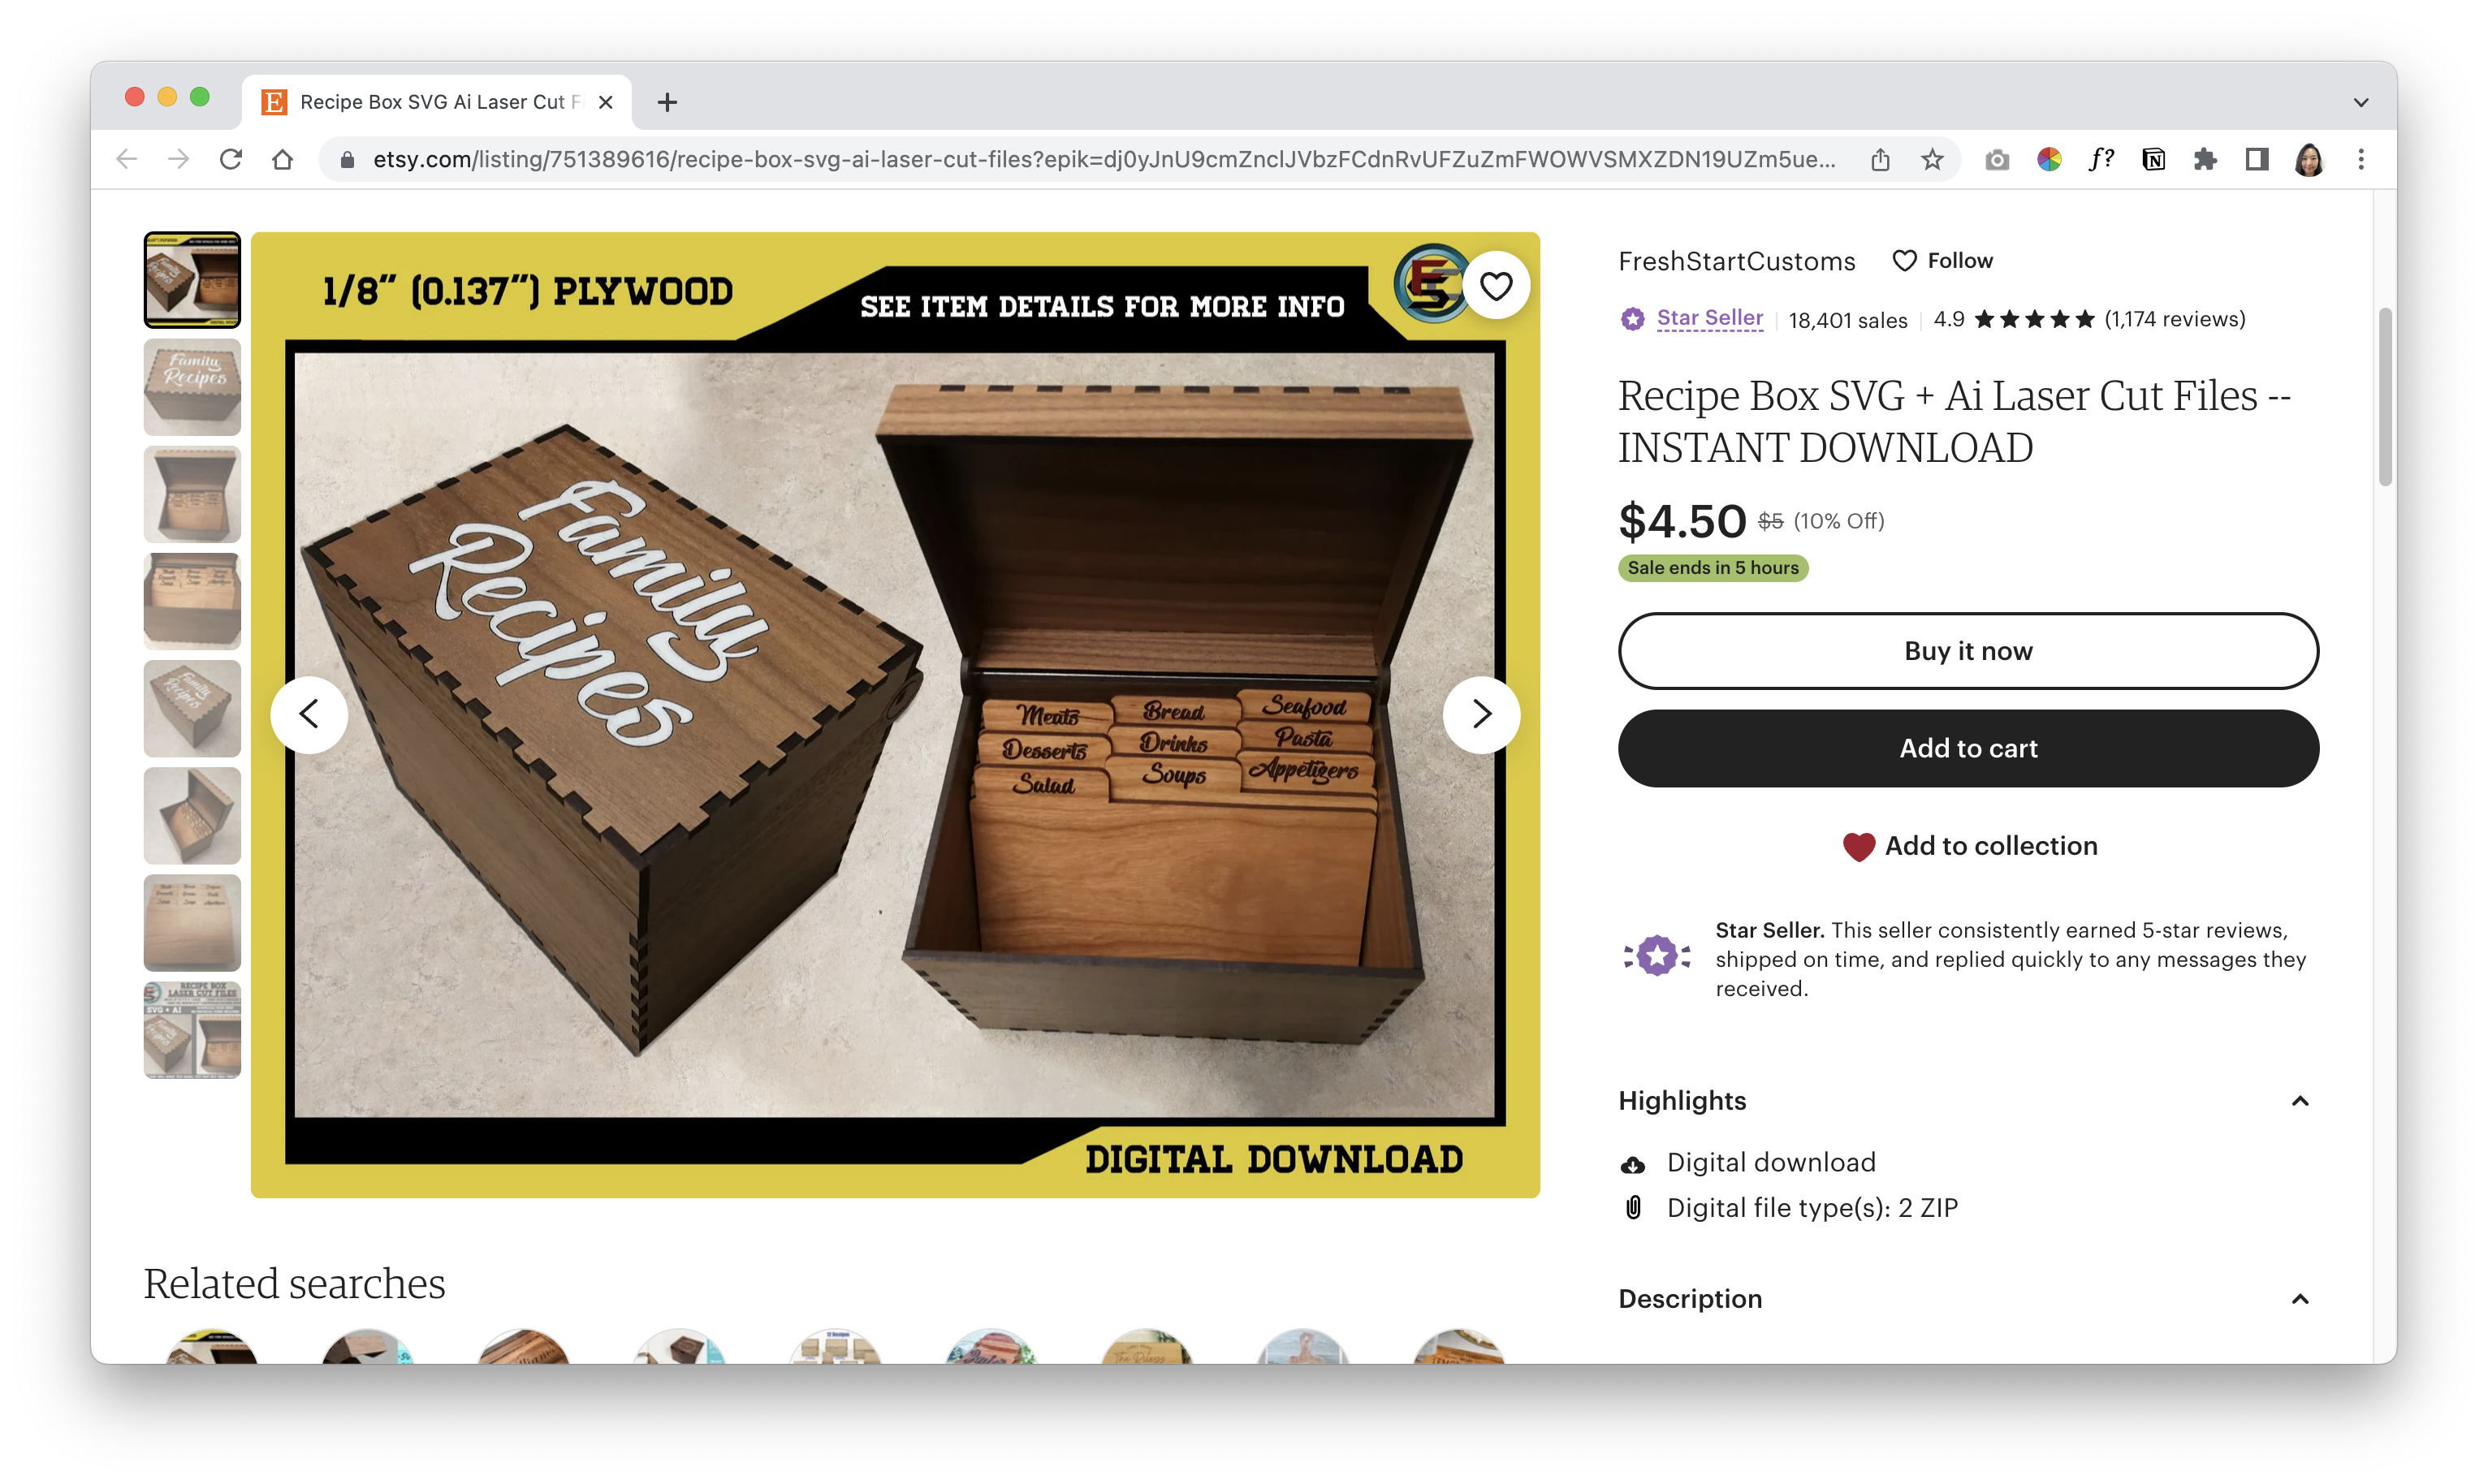 Recipe Box SVG Ai Laser Cut Fi
etsy.com/listing/751389616/recipe-box-svg-ai-laser-cut-files?epik=dj0yJnU9cmZnclJVbzFCdnRvUFZuZmFWOWVSMXZDN19UZm5ue...
1/8” (0.137”) PLYWOOD
SEE ITEM DETAILS FOR MORE INFO
Family
Recipes
Meats Bread Seafood
Desserts Drinks Pasta
Salad Soups Appetizers
DIGITAL DOWNLOAD
FreshStartCustoms Follow
Star Seller 18,401 sales 4.9 (1,174 reviews)
Recipe Box SVG + Ai Laser Cut Files --
INSTANT DOWNLOAD
$4.50 $5 (10% Off)
Sale ends in 5 hours
Buy it now
Add to cart
Add to collection
Star Seller. This seller consistently earned 5-star reviews,
shipped on time, and replied quickly to any messages they
received.
Highlights
Digital download
Digital file type(s): 2 ZIP
Description
Related searches